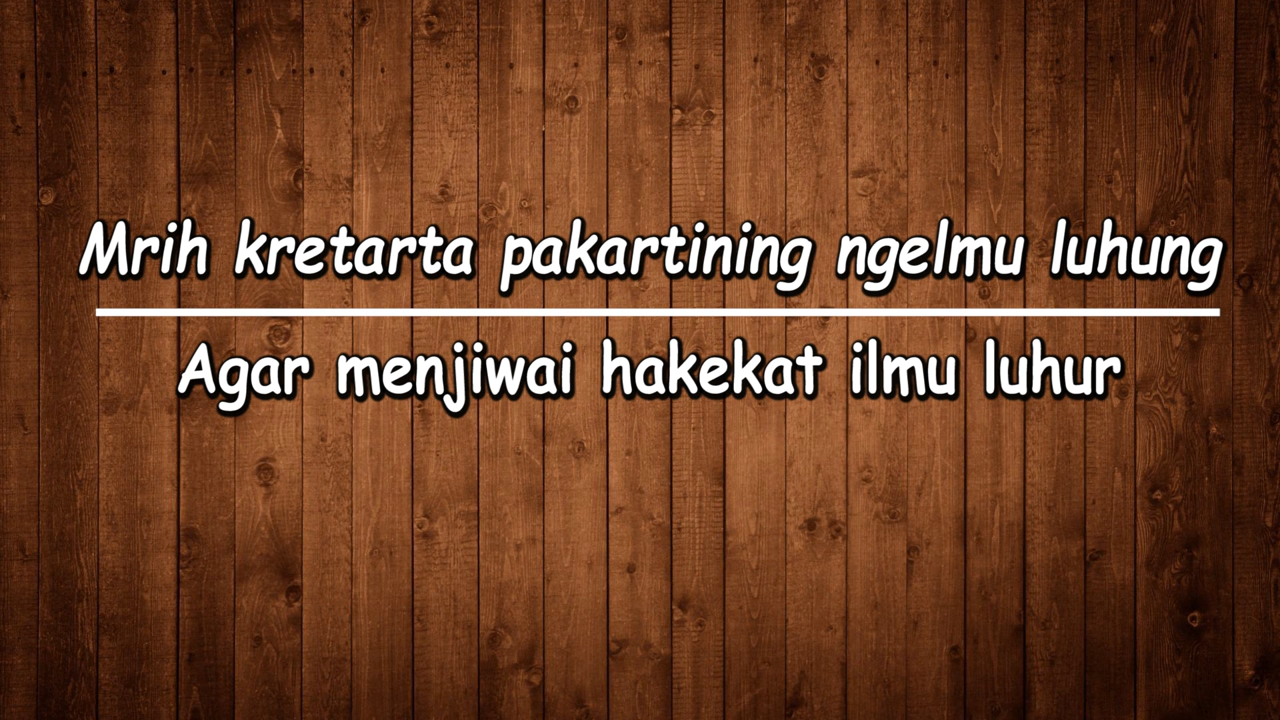 Mrih kretarta pakartining ngelmu luhung
Agar menjiwai hakekat ilmu luhur